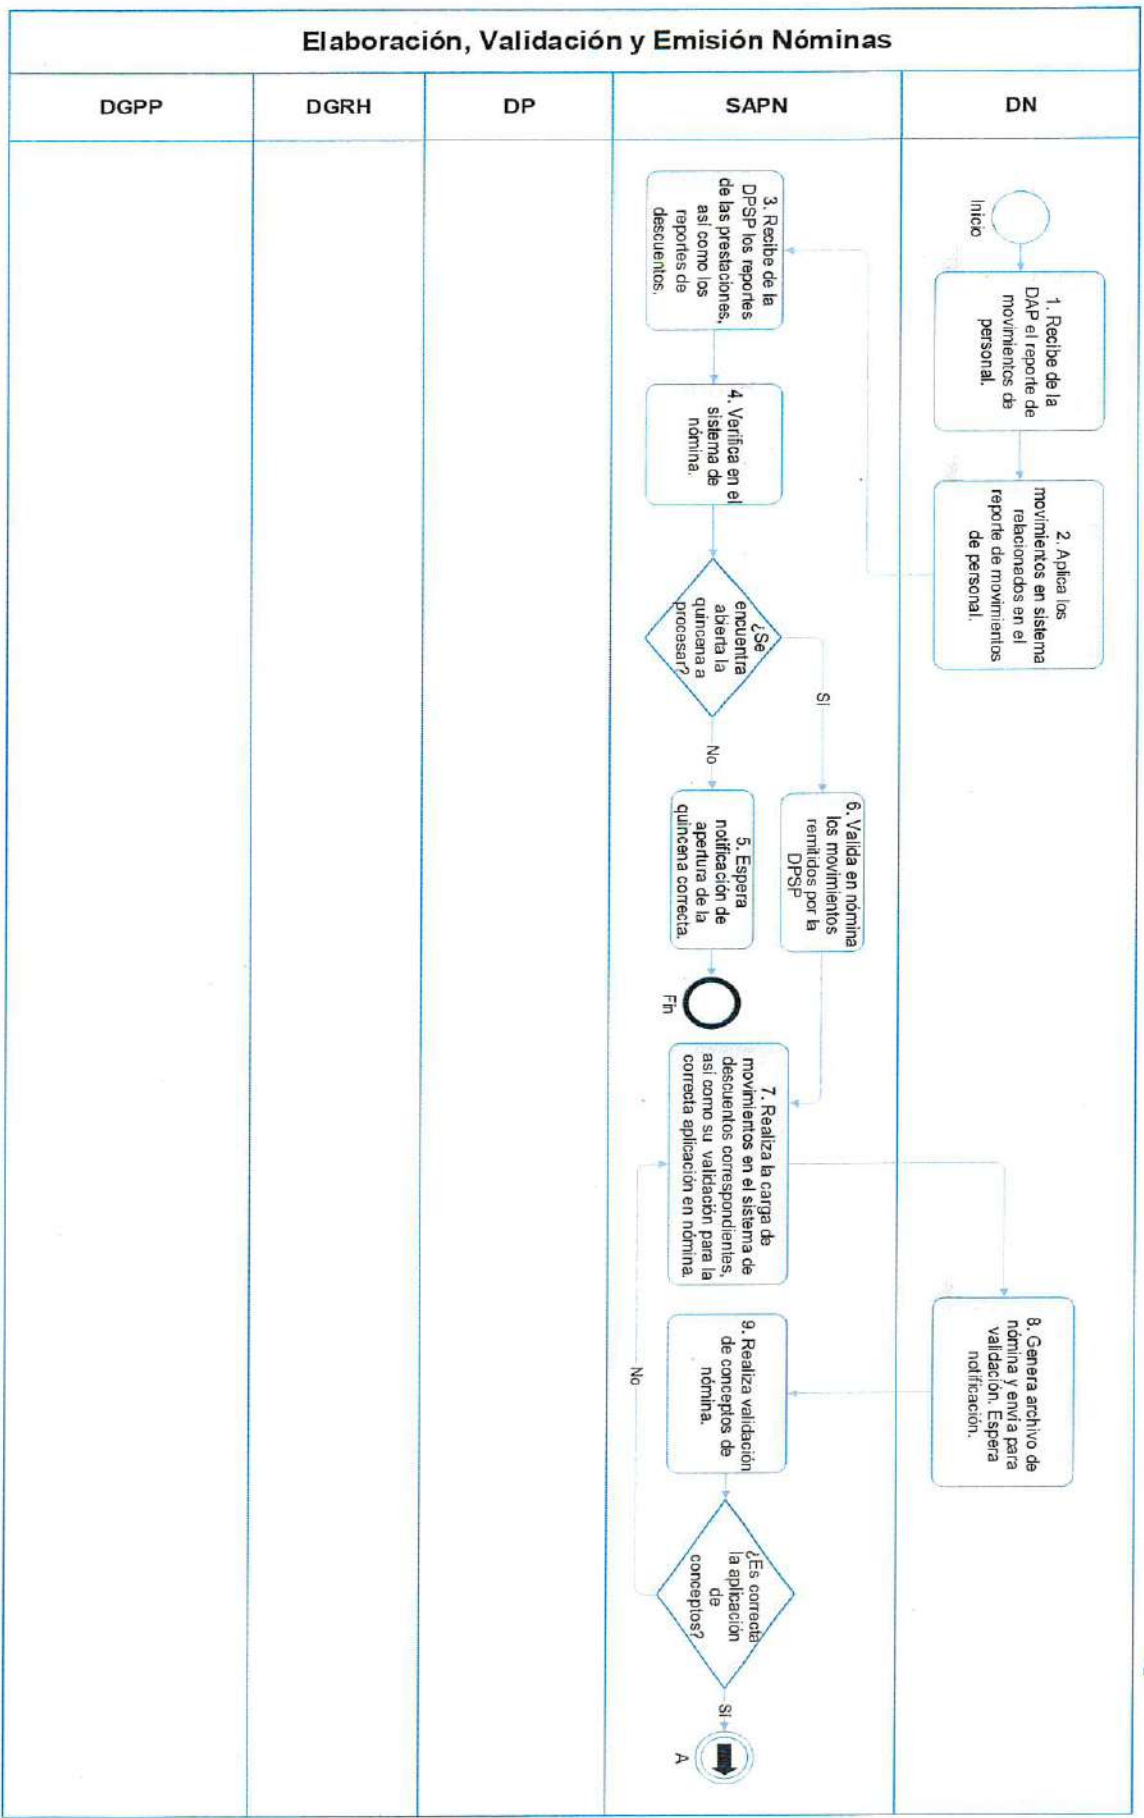 Elaboración, Validación y Emisión Nóminas
DGPP
DGRH
DP
SAPN
DN
Inicio
1. Recibe de la
DAP el reporte de
movimientos de
personal.
2. Aplica los
movimientos en sistema
relacionados en el
reporte de movimientos
de personal.
3. Recibe de la
DPSP los reportes
de las prestaciones,
así como los
reportes de
descuentos.
4. Verifica en el
sistema de
nómina.
¿Se
encuentra
abierta la
quincena a
procesar?
Sí
No
5. Espera
notificación de
apertura de la
quincena correcta.
Fin
6. Valida en nómina
los movimientos
remitidos por la
DPSP
7. Realiza la carga de
movimientos en el sistema de
descuentos correspondientes,
así como su validación para la
correcta aplicación en nómina.
8. Genera archivo de
nómina y envía para
validación. Espera
notificación.
9. Realiza validación
de conceptos de
nómina.
¿Es correcta
la aplicación
de
conceptos?
No
Sí
A